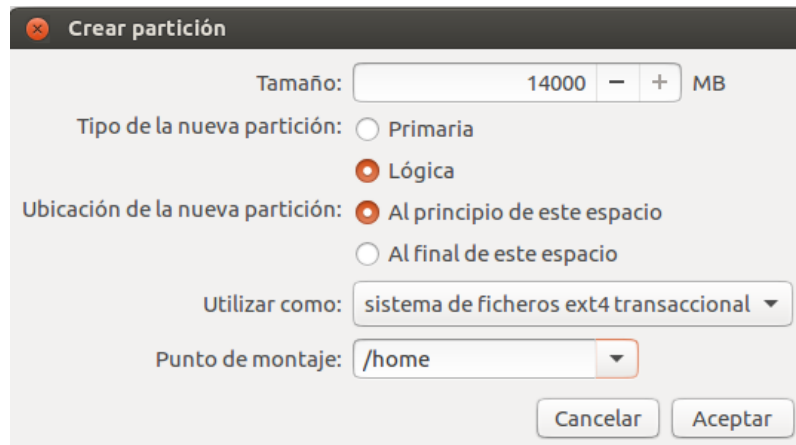 Crear partición
Tamaño: 14000 − + MB
Tipo de la nueva partición: Primaria
Lógica
Ubicación de la nueva partición: Al principio de este espacio
Al final de este espacio
Utilizar como: sistema de ficheros ext4 transaccional
Punto de montaje: /home
Cancelar Aceptar